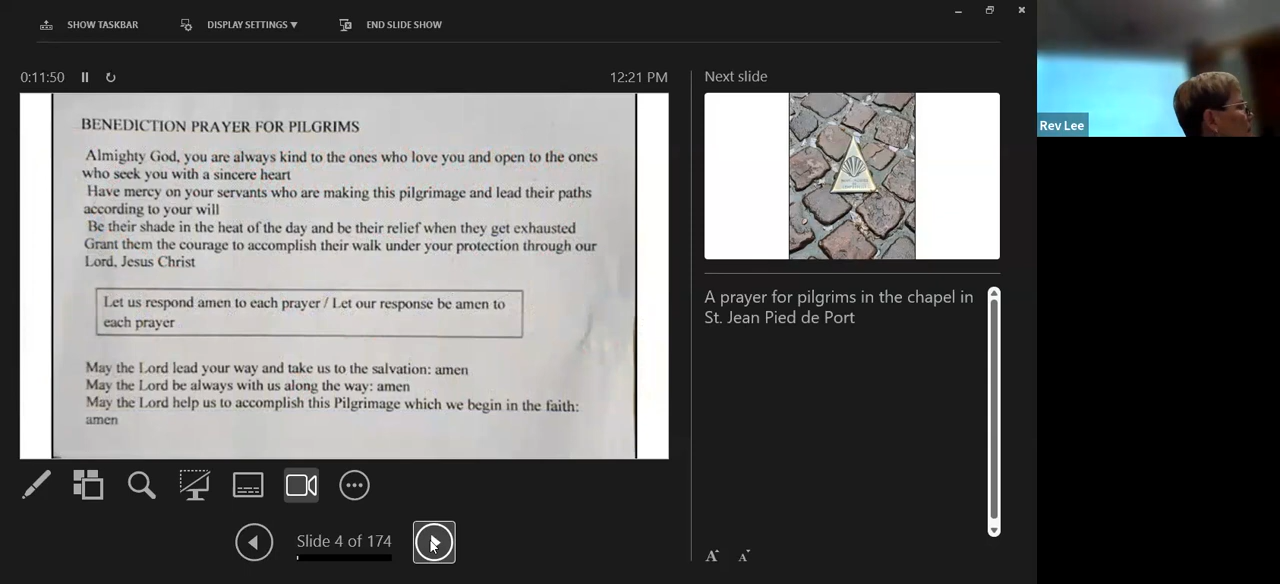 SHOW TASKBAR
DISPLAY SETTINGS ▼
END SLIDE SHOW
0:11:50
12:21 PM
BENEDICTION PRAYER FOR PILGRIMS
Almighty God, you are always kind to the ones who love you and open to the ones
who seek you with a sincere heart
Have mercy on your servants who are making this pilgrimage and lead their paths
according to your will
Be their shade in the heat of the day and be their relief when they get exhausted
Grant them the courage to accomplish their walk under your protection through our
Lord, Jesus Christ
Let us respond amen to each prayer / Let our response be amen to
each prayer
May the Lord lead your way and take us to the salvation: amen
May the Lord be always with us along the way: amen
May the Lord help us to accomplish this Pilgrimage which we begin in the faith:
amen
Slide 4 of 174
Next slide
A prayer for pilgrims in the chapel in
St. Jean Pied de Port
A A
Rev Lee